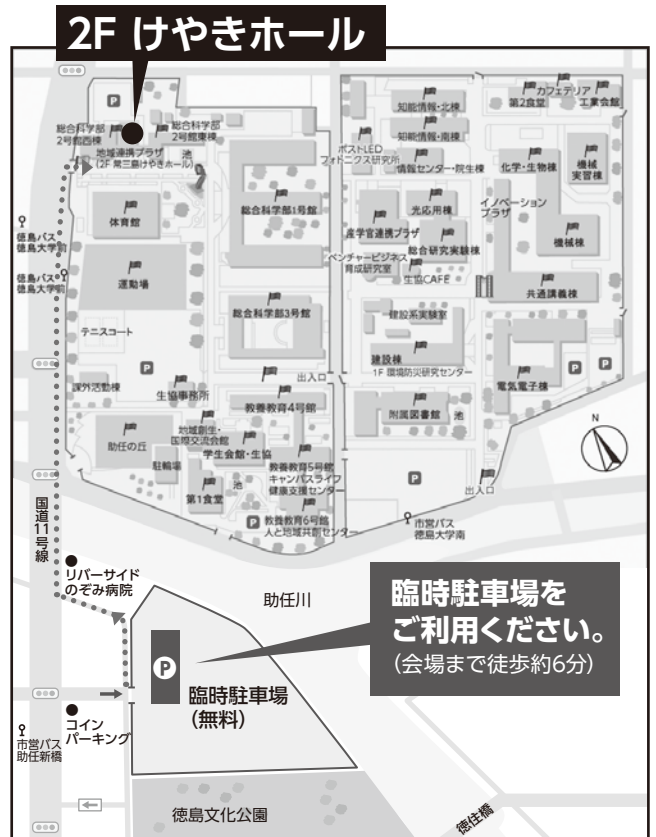 2F けやきホール
P
総合科学部
2号館西棟
総合科学部
2号館東棟
地域連携プラザ
(2F 常三島けやきホール)
池
体育館
総合科学部1号館
徳島バス
徳島大学前
徳島バス
徳島大学前
運動場
テニスコート
総合科学部3号館
P
課外活動棟
生協事務所
出入口
教養教育4号館
助任の丘
地域創生・
国際交流会館
学生会館・生協
駐輪場
第1食堂
池
教養教育5号館
キャンパスライフ
健康支援センター
P
教養教育6号館
人と地域共創センター
知能情報・北棟
カフェテリア
第2食堂
工業会館
知能情報・南棟
ポストLED
フォトニクス研究所
情報センター・院生棟
化学・生物棟
機械
実習棟
光応用棟
イノベーション
プラザ
産学官連携プラザ
総合研究実験棟
機械棟
ベンチャービジネス
育成研究室
生協CAFE
共通講義棟
建設系実験室
建設棟
1F 環境防災研究センター
P
P
電気電子棟
附属図書館
池
N
P
出入口
市営バス
徳島大学南
国道11号線
リバーサイド
のぞみ病院
助任川
臨時駐車場を
ご利用ください。
(会場まで徒歩約6分)
P
臨時駐車場
(無料)
コイン
パーキング
市営バス
助任新橋
徳島文化公園
徳住橋